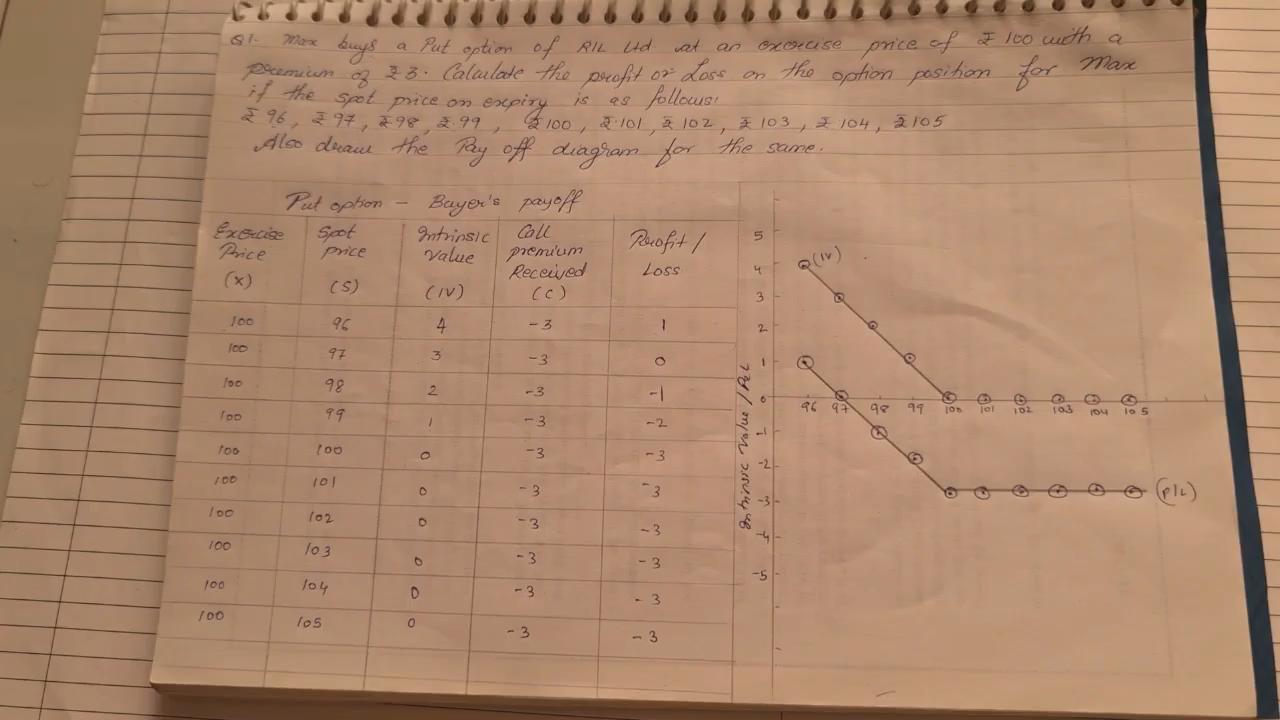 Q1. Max buys a Put option of RIL Ltd at an exercise price of ₹ 100 with a
premium of ₹ 3. Calculate the profit or Loss on the option position for Max
if the spot price on expiry is as follows:
₹ 96, ₹ 97, ₹ 98, ₹ 99, ₹ 100, ₹ 101, ₹ 102, ₹ 103, ₹ 104, ₹ 105
Also draw the Pay off diagram for the same.
Put option - Buyer's payoff
Exercise Price (X) Spot price (S) Intrinsic value (IV) Call premium Received (C) Profit / Loss
100 96 4 -3 1
100 97 3 -3 0
100 98 2 -3 -1
100 99 1 -3 -2
100 100 0 -3 -3
100 101 0 -3 -3
100 102 0 -3 -3
100 103 0 -3 -3
100 104 0 -3 -3
100 105 0 -3 -3
Intrinsic value / P&L
5
4 (IV)
3
2
1
0
96 97 98 99 100 101 102 103 104 105
-1
-2
-3 (P/L)
-4
-5